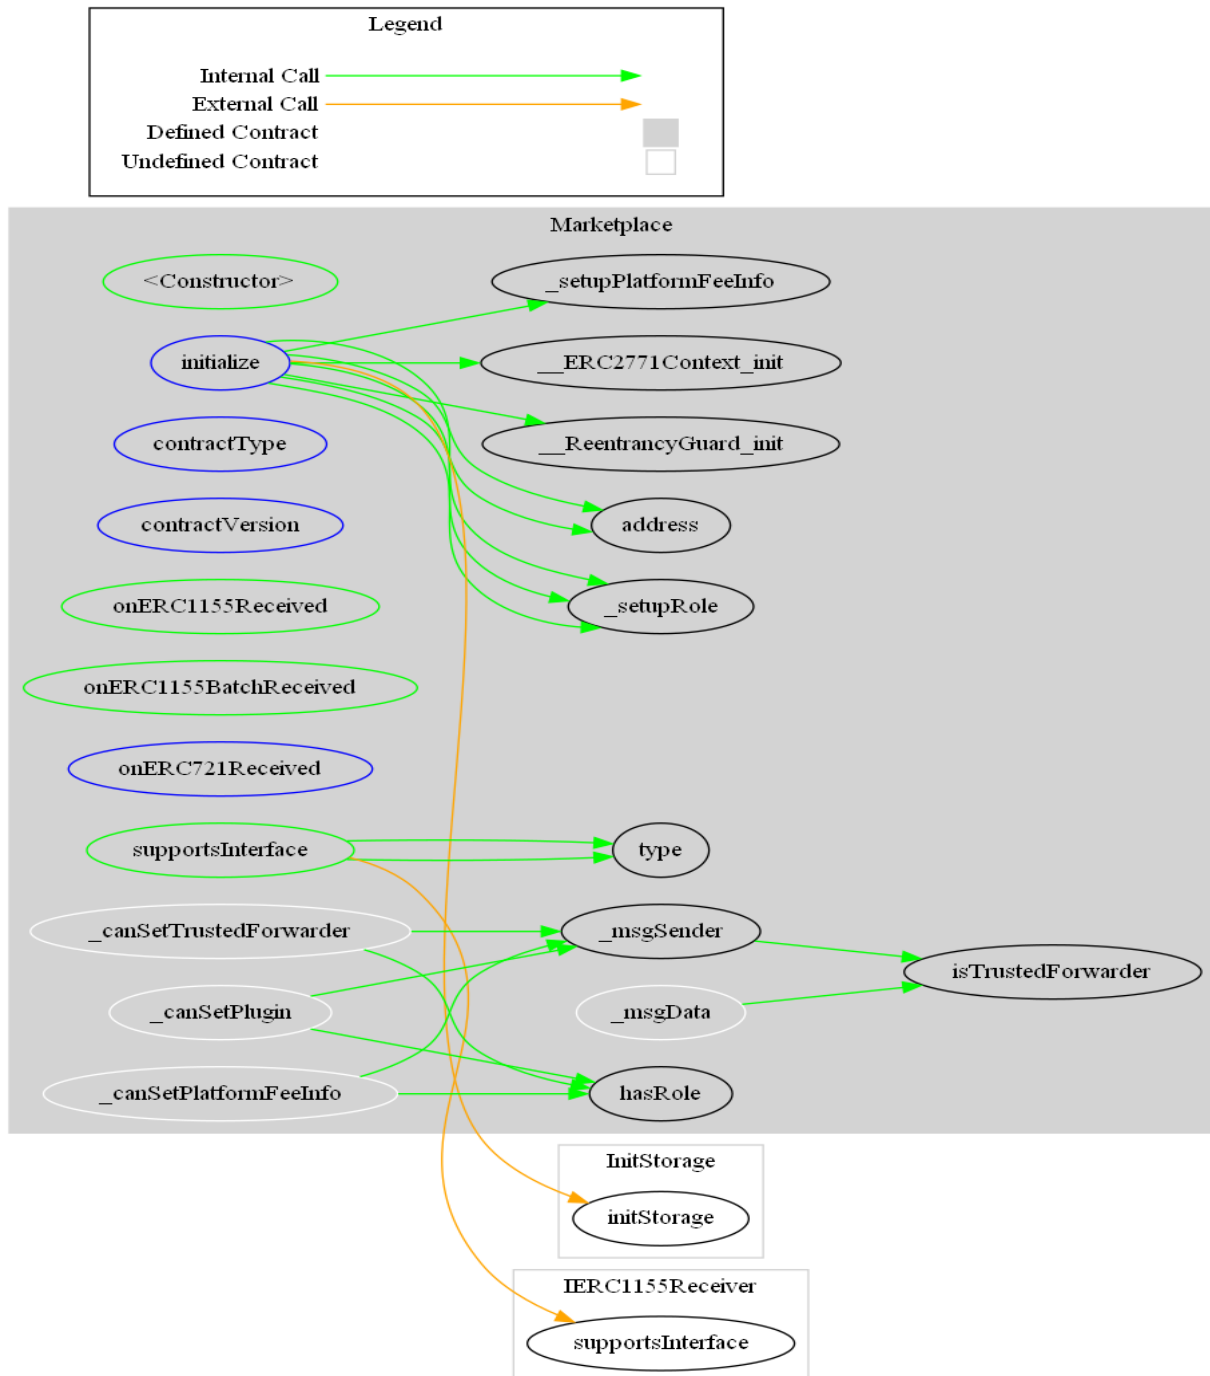 Legend
Internal Call
External Call
Defined Contract
Undefined Contract
Marketplace
<Constructor>
_setupPlatformFeeInfo
initialize
__ERC2771Context_init
contractType
__ReentrancyGuard_init
contractVersion
address
onERC1155Received
_setupRole
onERC1155BatchReceived
onERC721Received
supportsInterface
type
_canSetTrustedForwarder
_msgSender
isTrustedForwarder
_canSetPlugin
_msgData
_canSetPlatformFeeInfo
hasRole
InitStorage
initStorage
IERC1155Receiver
supportsInterface